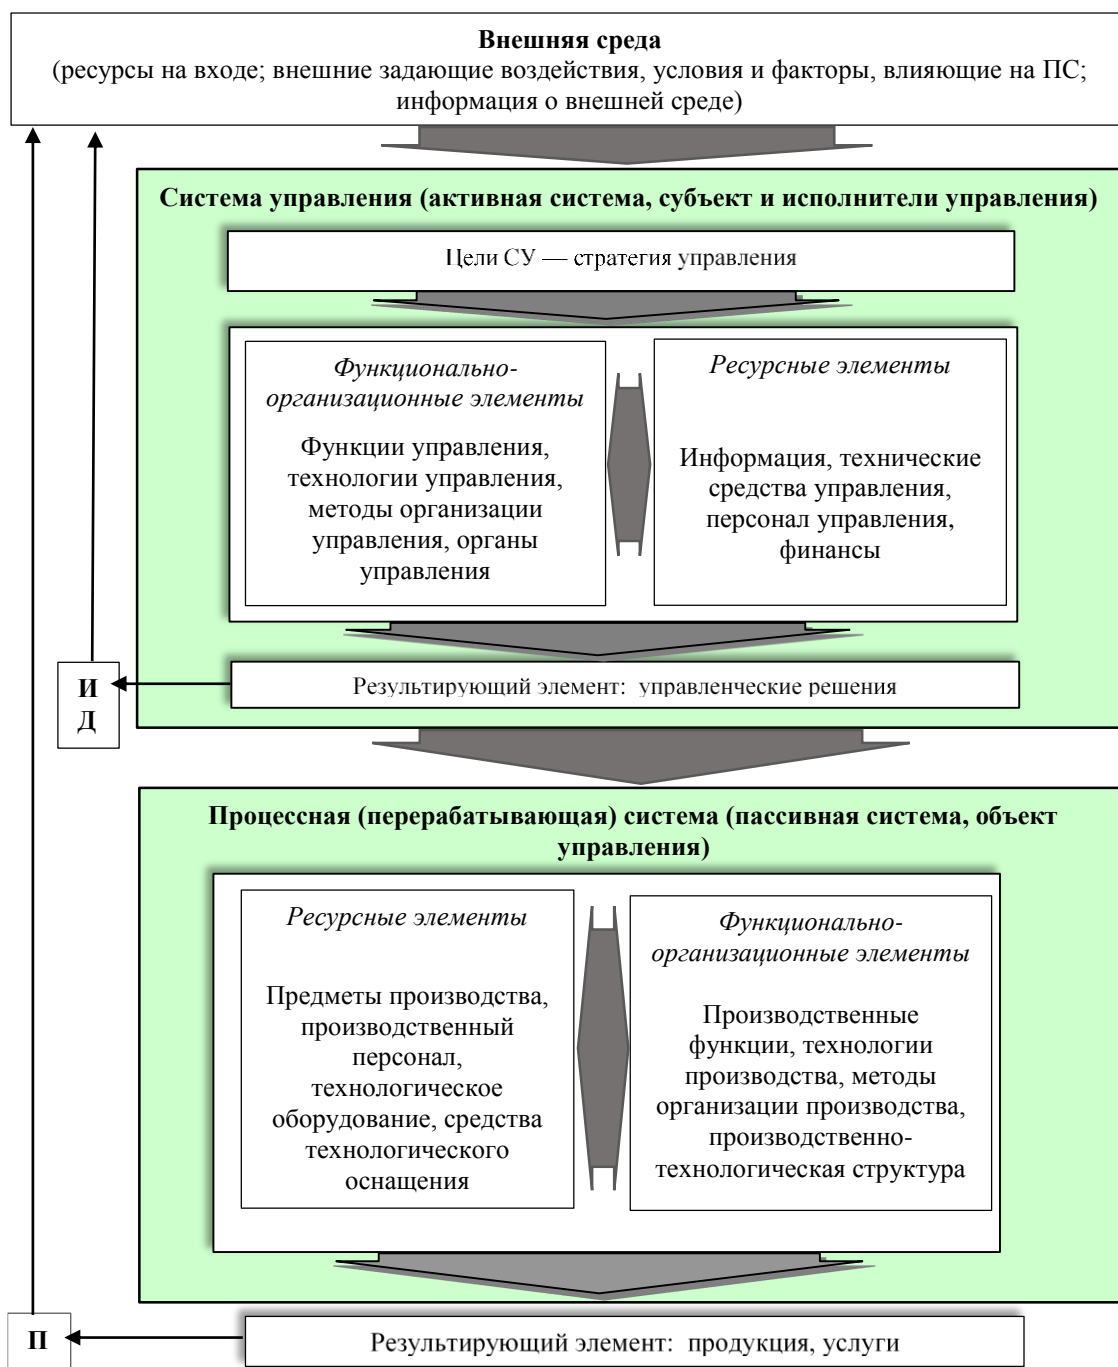 Внешняя среда
(ресурсы на входе; внешние задающие воздействия, условия и факторы, влияющие на ПС;
информация о внешней среде)
Система управления (активная система, субъект и исполнители управления)
Цели СУ — стратегия управления
Функционально-
организационные элементы
Функции управления,
технологии управления,
методы организации
управления, органы
управления
Ресурсные элементы
Информация, технические
средства управления,
персонал управления,
финансы
И
Д
Результирующий элемент: управленческие решения
Процессная (перерабатывающая) система (пассивная система, объект
управления)
Ресурсные элементы
Предметы производства,
производственный
персонал,
технологическое
оборудование, средства
технологического
оснащения
Функционально-
организационные элементы
Производственные
функции, технологии
производства, методы
организации производства,
производственно-
технологическая структура
П
Результирующий элемент: продукция, услуги